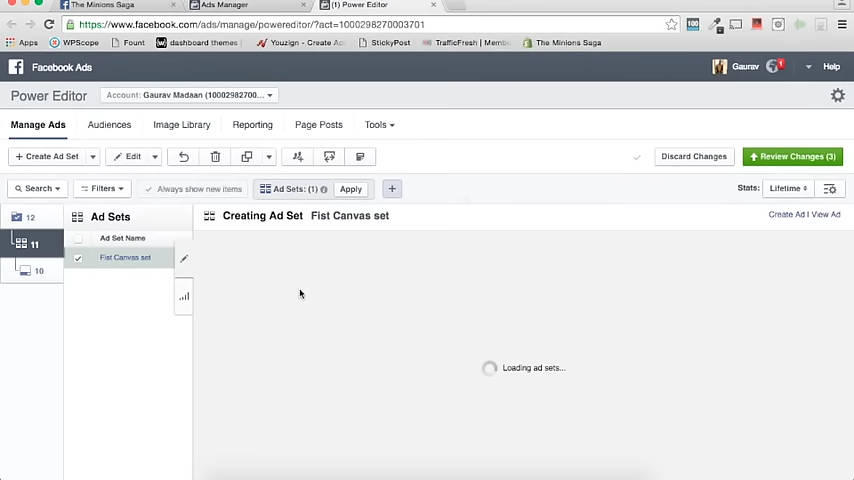 The Minions Saga
Ads Manager
(1) Power Editor
https://www.facebook.com/ads/manage/powereditor/?act=1000298270003701
100
Apps
WPScope
Fount
dashboard themes
Youzign - Create Ac
StickyPost
TrafficFresh | Memb
The Minions Saga
Facebook Ads
Gaurav
1
Help
Power Editor
Account: Gaurav Madaan (10002982700...
Manage Ads
Audiences
Image Library
Reporting
Page Posts
Tools
+ Create Ad Set
Edit
Discard Changes
Review Changes (3)
Search
Filters
Always show new items
Ad Sets: (1)
Apply
+
Stats:
Lifetime
12
Ad Sets
Creating Ad Set Fist Canvas set
Create Ad | View Ad
11
Ad Set Name
Fist Canvas set
10
Loading ad sets...